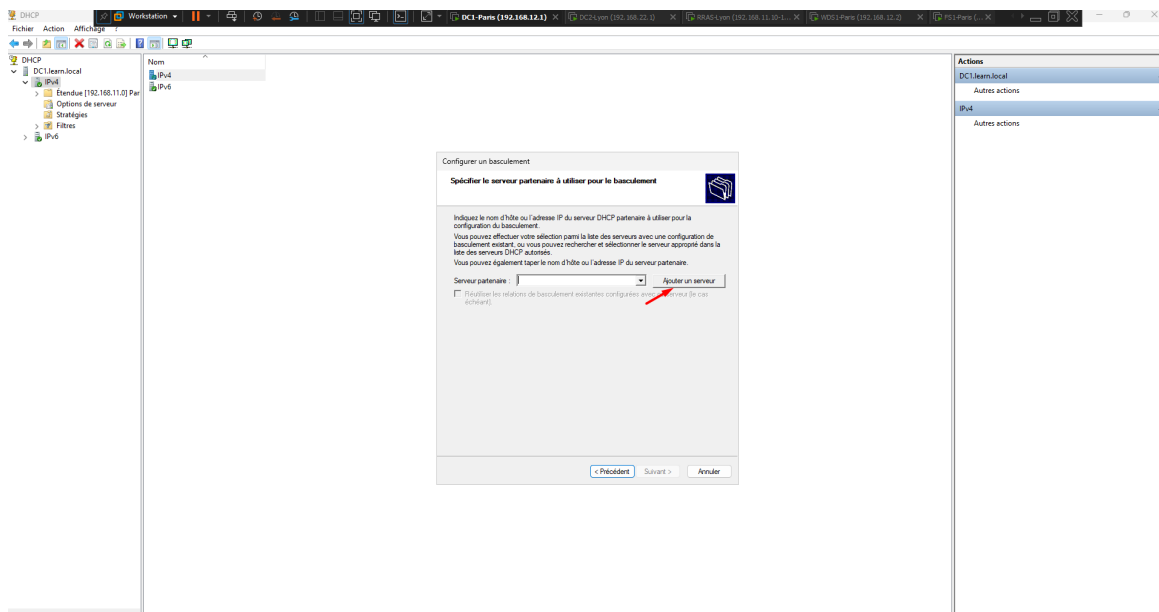 DHCP
Workstation
DC1-Paris (192.168.12.1)
DC2-Lyon (192.168.22.1)
RRAS-Lyon (192.168.11.10-1...
WDS1-Paris (192.168.12.2)
FS1-Paris (...
Fichier Action Affichage ?
DHCP
DC1.learn.local
IPv4
Étendue [192.168.11.0] Par
Options de serveur
Stratégies
Filtres
IPv6
Nom
IPv4
IPv6
Configurer un basculement
Spécifier le serveur partenaire à utiliser pour le basculement
Indiquez le nom d'hôte ou l'adresse IP du serveur DHCP partenaire à utiliser pour la
configuration du basculement.
Vous pouvez effectuer votre sélection parmi la liste des serveurs avec une configuration de
basculement existant, ou vous pouvez rechercher et sélectionner le serveur approprié dans la
liste des serveurs DHCP autorisés.
Vous pouvez également taper le nom d'hôte ou l'adresse IP du serveur partenaire.
Serveur partenaire :
Ajouter un serveur
Réutiliser les relations de basculement existantes configurées avec serveur (le cas
échéant).
< Précédent
Suivant >
Annuler
Actions
DC1.learn.local
Autres actions
IPv4
Autres actions